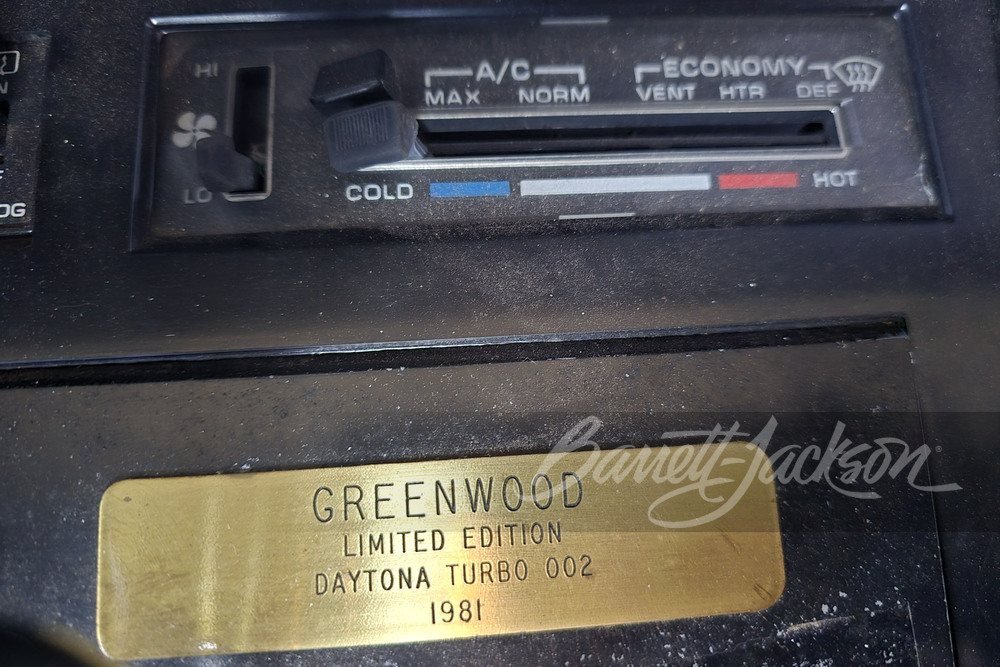 HI
LO
A/C
MAX NORM
ECONOMY
VENT HTR DEF
COLD
HOT
OG
Barrett-Jackson
GREENWOOD
LIMITED EDITION
DAYTONA TURBO 002
1981